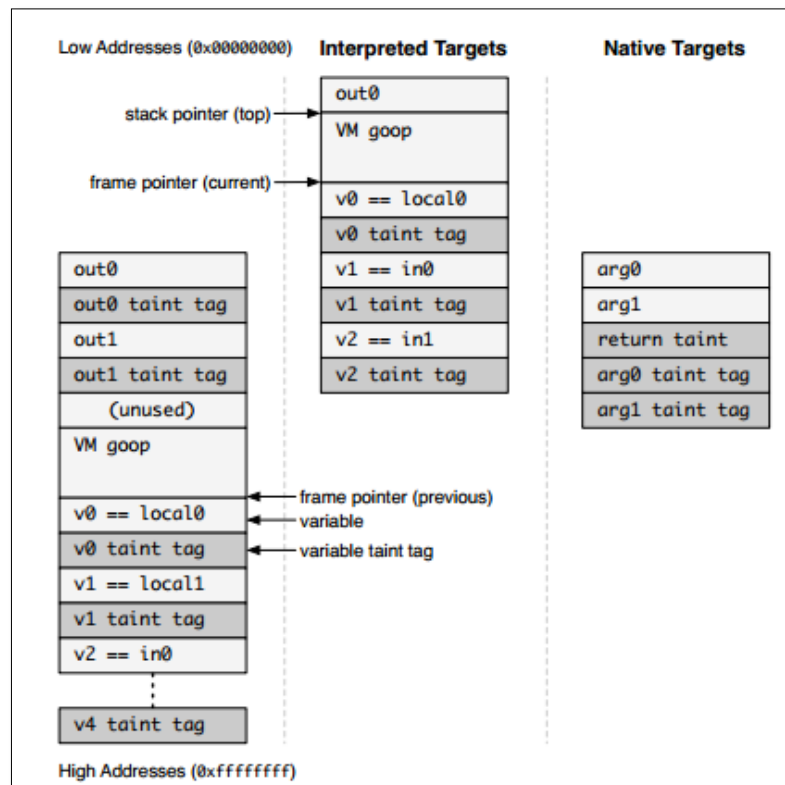 Low Addresses (0x00000000)
Interpreted Targets
Native Targets
out0
stack pointer (top)
VM goop
frame pointer (current)
v0 == local0
v0 taint tag
v1 == in0
v1 taint tag
v2 == in1
v2 taint tag
out0
out0 taint tag
out1
out1 taint tag
(unused)
VM goop
frame pointer (previous)
v0 == local0
variable
v0 taint tag
variable taint tag
v1 == local1
v1 taint tag
v2 == in0
v4 taint tag
High Addresses (0xffffffff)
arg0
arg1
return taint
arg0 taint tag
arg1 taint tag